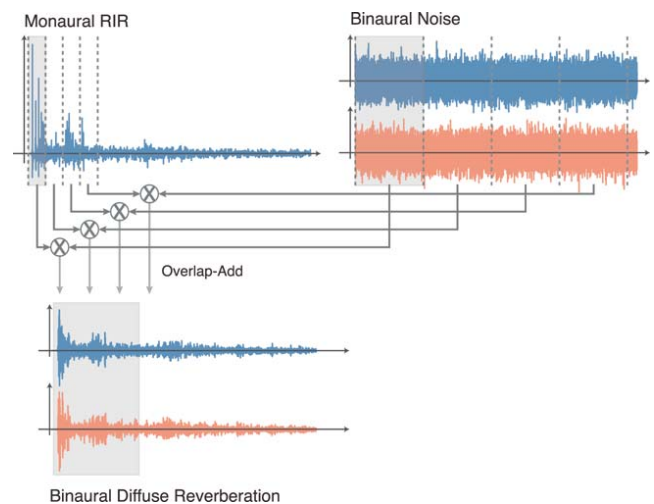 Monaural RIR
Binaural Noise
Overlap-Add
Binaural Diffuse Reverberation